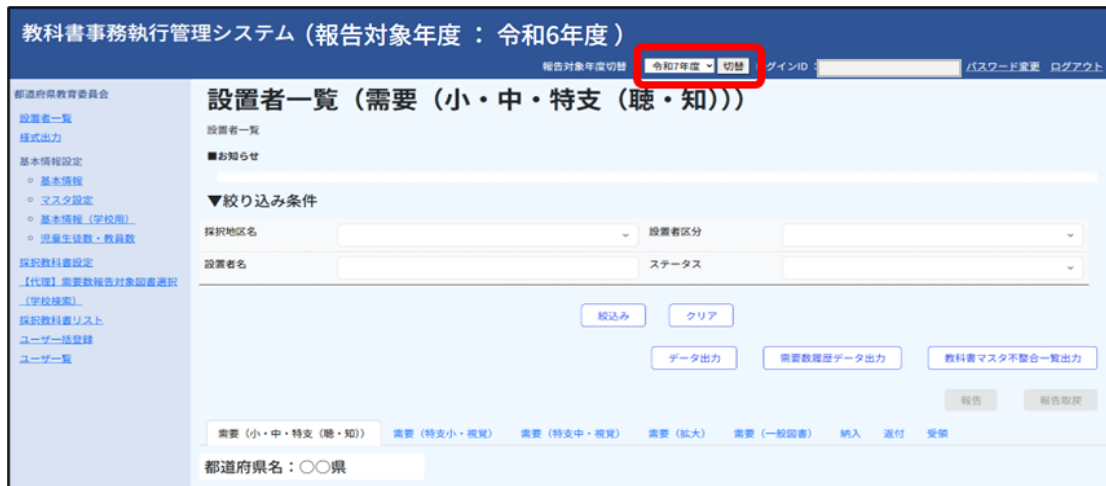 教科書事務執行管理システム (報告対象年度 : 令和6年度 )
報告対象年度切替 令和7年度 切替 グインID : パスワード変更 ログアウト
都道府県教育委員会
設置者一覧
様式出力
基本情報設定
基本情報
マスタ設定
基本情報（学校用）
児童生徒数・教員数
採択教科書設定
【代理】需要数報告対象図書選択
（学校検索）
採択教科書リスト
ユーザー括登録
ユーザ一覧
設置者一覧（需要（小・中・特支（聴・知)））
設置者一覧
■お知らせ
▼絞り込み条件
採択地区名 設置者区分
設置者名 ステータス
絞込み クリア
データ出力 需要数履歴データ出力 教科書マスタ不整合一覧出力
報告 報告取戻
需要（小・中・特支（聴・知)） 需要（特支小・視覚） 需要（特支中・視覚） 需要（拡大） 需要（一般図書） 納入 返付 受領
都道府県名：〇〇県